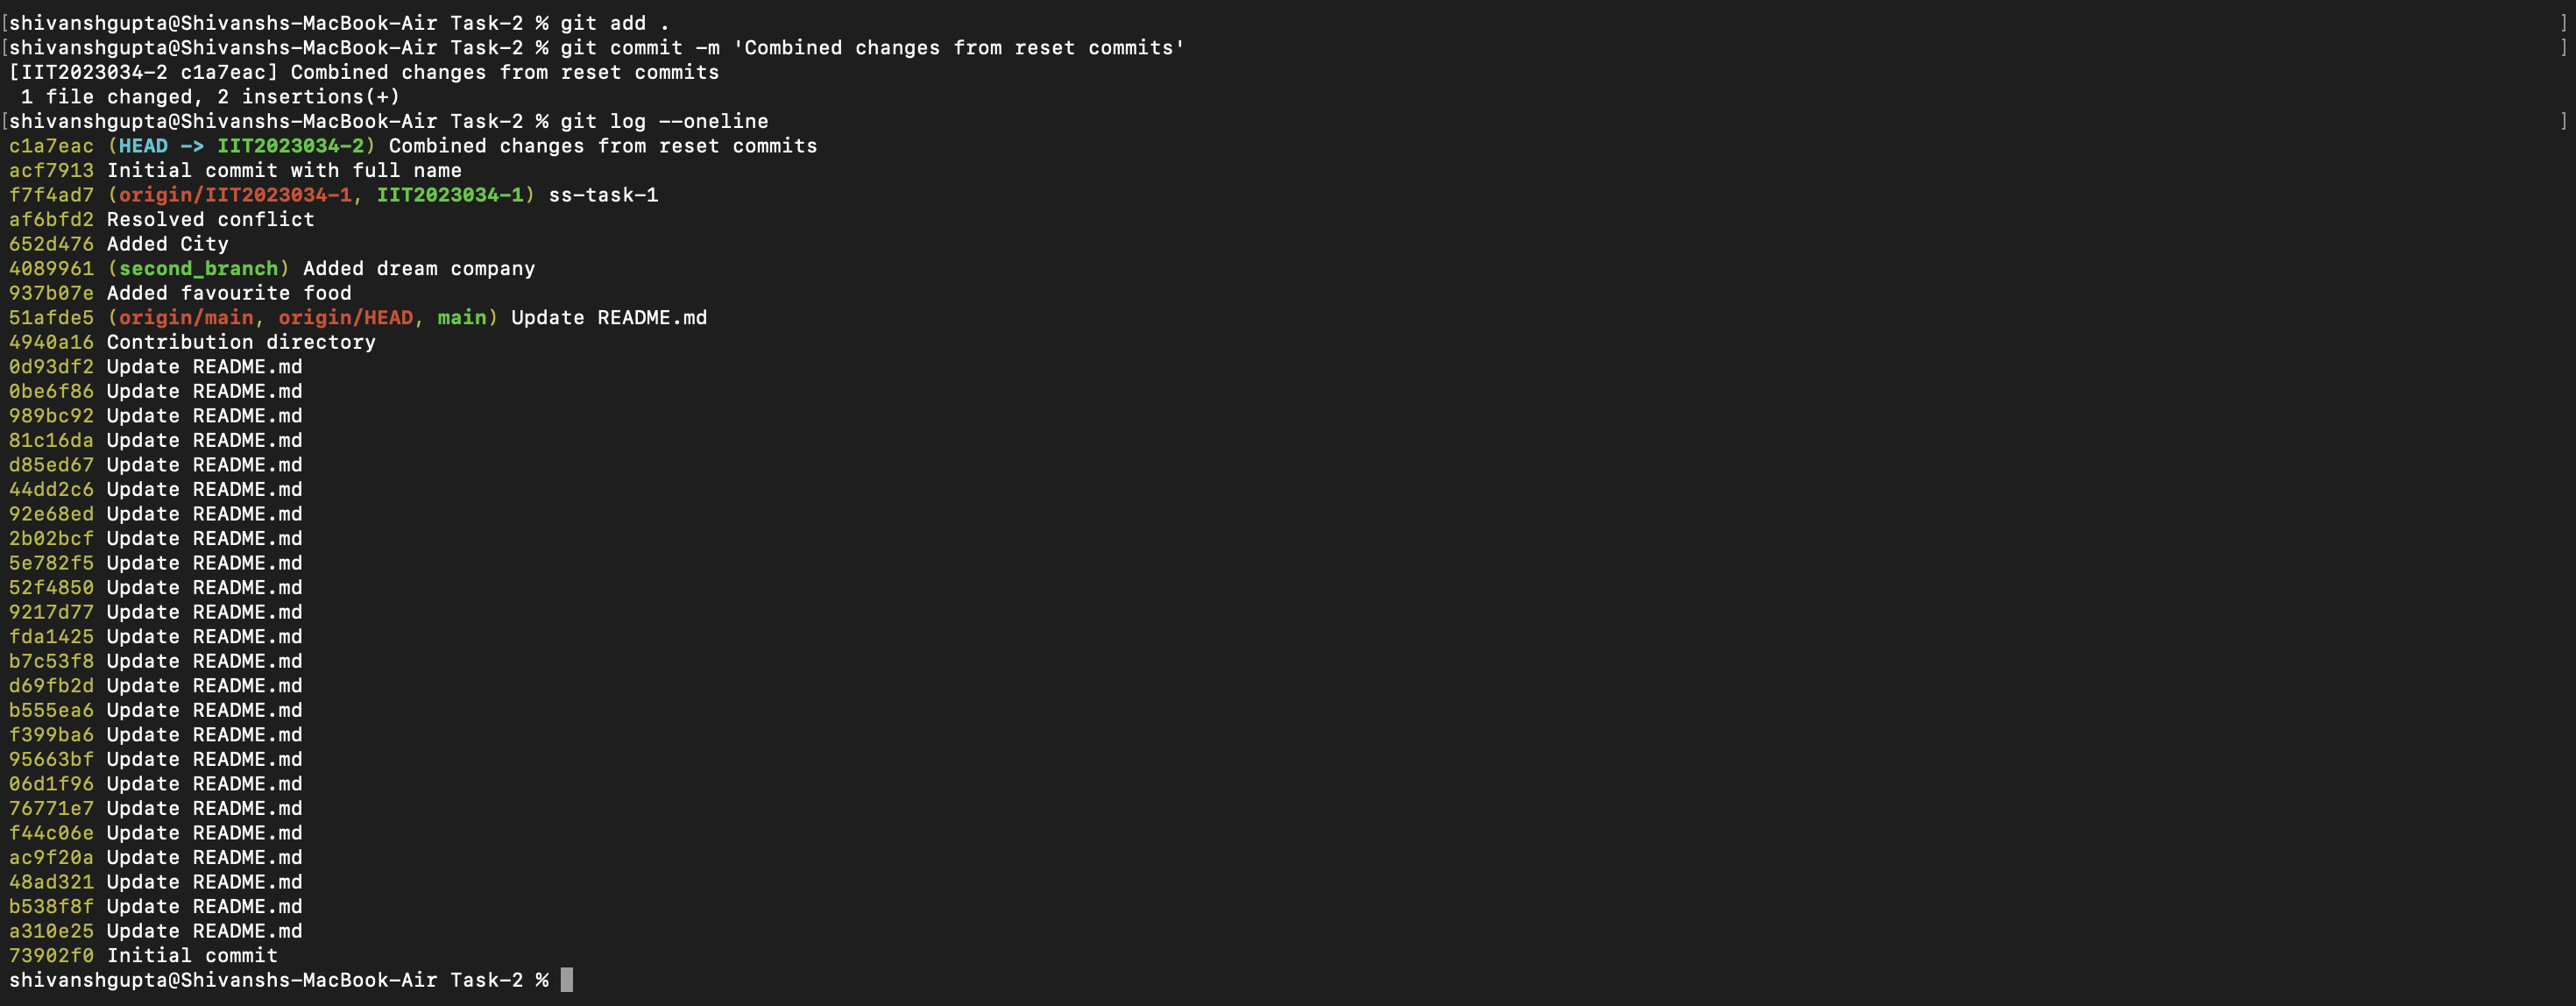 [shivanshgupta@Shivanshs-MacBook-Air Task-2 % git add . ]
[shivanshgupta@Shivanshs-MacBook-Air Task-2 % git commit -m 'Combined changes from reset commits' ]
[IIT2023034-2 c1a7eac] Combined changes from reset commits
 1 file changed, 2 insertions(+)
[shivanshgupta@Shivanshs-MacBook-Air Task-2 % git log --oneline ]
c1a7eac (HEAD -> IIT2023034-2) Combined changes from reset commits
acf7913 Initial commit with full name
f7f4ad7 (origin/IIT2023034-1, IIT2023034-1) ss-task-1
af6bfd2 Resolved conflict
652d476 Added City
4089961 (second_branch) Added dream company
937b07e Added favourite food
51afde5 (origin/main, origin/HEAD, main) Update README.md
4940a16 Contribution directory
0d93df2 Update README.md
0be6f86 Update README.md
989bc92 Update README.md
81c16da Update README.md
d85ed67 Update README.md
44dd2c6 Update README.md
92e68ed Update README.md
2b02bcf Update README.md
5e782f5 Update README.md
52f4850 Update README.md
9217d77 Update README.md
fda1425 Update README.md
b7c53f8 Update README.md
d69fb2d Update README.md
b555ea6 Update README.md
f399ba6 Update README.md
95663bf Update README.md
06d1f96 Update README.md
76771e7 Update README.md
f44c06e Update README.md
ac9f20a Update README.md
48ad321 Update README.md
b538f8f Update README.md
a310e25 Update README.md
73902f0 Initial commit
shivanshgupta@Shivanshs-MacBook-Air Task-2 %